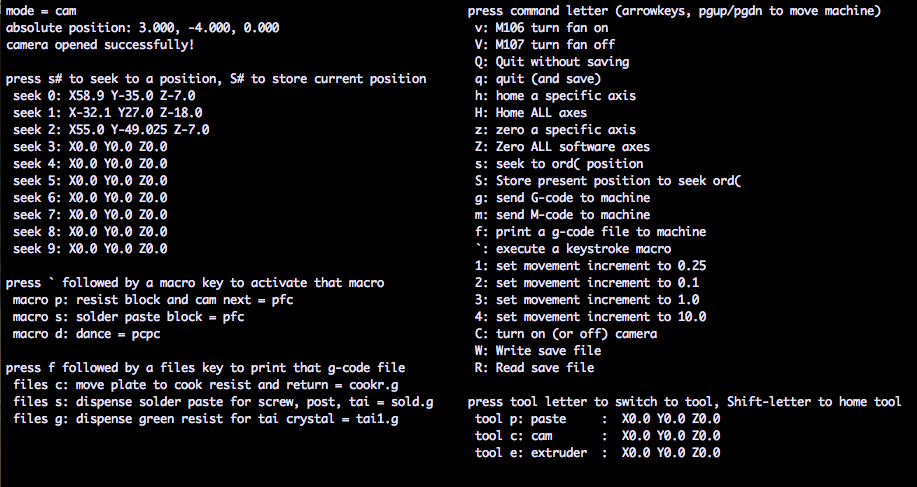 mode = cam
absolute position: 3.000, -4.000, 0.000
camera opened successfully!
press s# to seek to a position, S# to store current position
seek 0: X58.9 Y-35.0 Z-7.0
seek 1: X-32.1 Y27.0 Z-18.0
seek 2: X55.0 Y-49.025 Z-7.0
seek 3: X0.0 Y0.0 Z0.0
seek 4: X0.0 Y0.0 Z0.0
seek 5: X0.0 Y0.0 Z0.0
seek 6: X0.0 Y0.0 Z0.0
seek 7: X0.0 Y0.0 Z0.0
seek 8: X0.0 Y0.0 Z0.0
seek 9: X0.0 Y0.0 Z0.0
press ` followed by a macro key to activate that macro
macro p: resist block and cam next = pfc
macro s: solder paste block = pfc
macro d: dance = pcpc
press f followed by a files key to print that g-code file
files c: move plate to cook resist and return = cookr.g
files s: dispense solder paste for screw, post, tai = sold.g
files g: dispense green resist for tai crystal = tai1.g
press command letter (arrowkeys, pgup/pgdn to move machine)
v: M106 turn fan on
V: M107 turn fan off
Q: Quit without saving
q: quit (and save)
h: home a specific axis
H: Home ALL axes
z: zero a specific axis
Z: Zero ALL software axes
s: seek to ord( position
S: Store present position to seek ord(
g: send G-code to machine
m: send M-code to machine
f: print a g-code file to machine
`: execute a keystroke macro
1: set movement increment to 0.25
2: set movement increment to 0.1
3: set movement increment to 1.0
4: set movement increment to 10.0
C: turn on (or off) camera
W: Write save file
R: Read save file
press tool letter to switch to tool, Shift-letter to home tool
tool p: paste : X0.0 Y0.0 Z0.0
tool c: cam : X0.0 Y0.0 Z0.0
tool e: extruder : X0.0 Y0.0 Z0.0